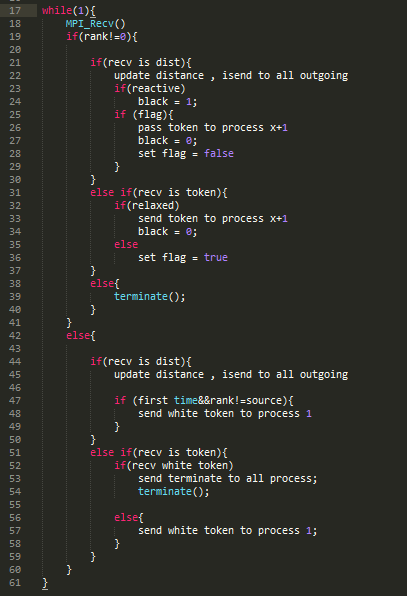 17 while(1){
18     MPI_Recv()
19     if(rank!=0){
20
21         if(recv is dist){
22             update distance , isend to all outgoing
23             if(reactive)
24                 black = 1;
25             if (flag){
26                 pass token to process x+1
27                 black = 0;
28                 set flag = false
29             }
30         }
31         else if(recv is token){
32             if(relaxed)
33                 send token to process x+1
34                 black = 0;
35             else
36                 set flag = true
37         }
38         else{
39             terminate();
40         }
41     }
42     else{
43
44         if(recv is dist){
45             update distance , isend to all outgoing
46
47             if (first time&&rank!=source){
48                 send white token to process 1
49             }
50         }
51         else if(recv is token){
52             if(recv white token)
53                 send terminate to all process;
54                 terminate();
55
56             else{
57                 send white token to process 1;
58             }
59         }
60     }
61 }